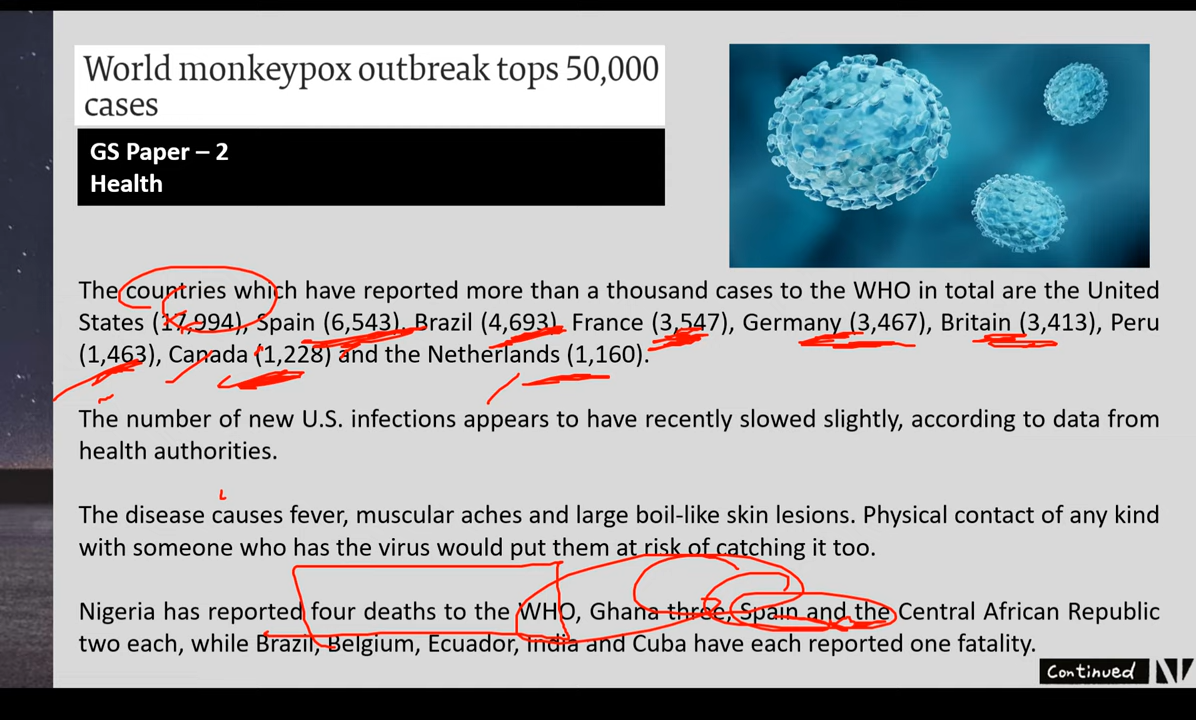 World monkeypox outbreak tops 50,000
cases
GS Paper – 2
Health
The countries which have reported more than a thousand cases to the WHO in total are the United
States (17,994), Spain (6,543), Brazil (4,693), France (3,547), Germany (3,467), Britain (3,413), Peru
(1,463), Canada (1,228) and the Netherlands (1,160).
The number of new U.S. infections appears to have recently slowed slightly, according to data from
health authorities.
The disease causes fever, muscular aches and large boil-like skin lesions. Physical contact of any kind
with someone who has the virus would put them at risk of catching it too.
Nigeria has reported four deaths to the WHO, Ghana three, Spain and the Central African Republic
two each, while Brazil, Belgium, Ecuador, India and Cuba have each reported one fatality.
Continued